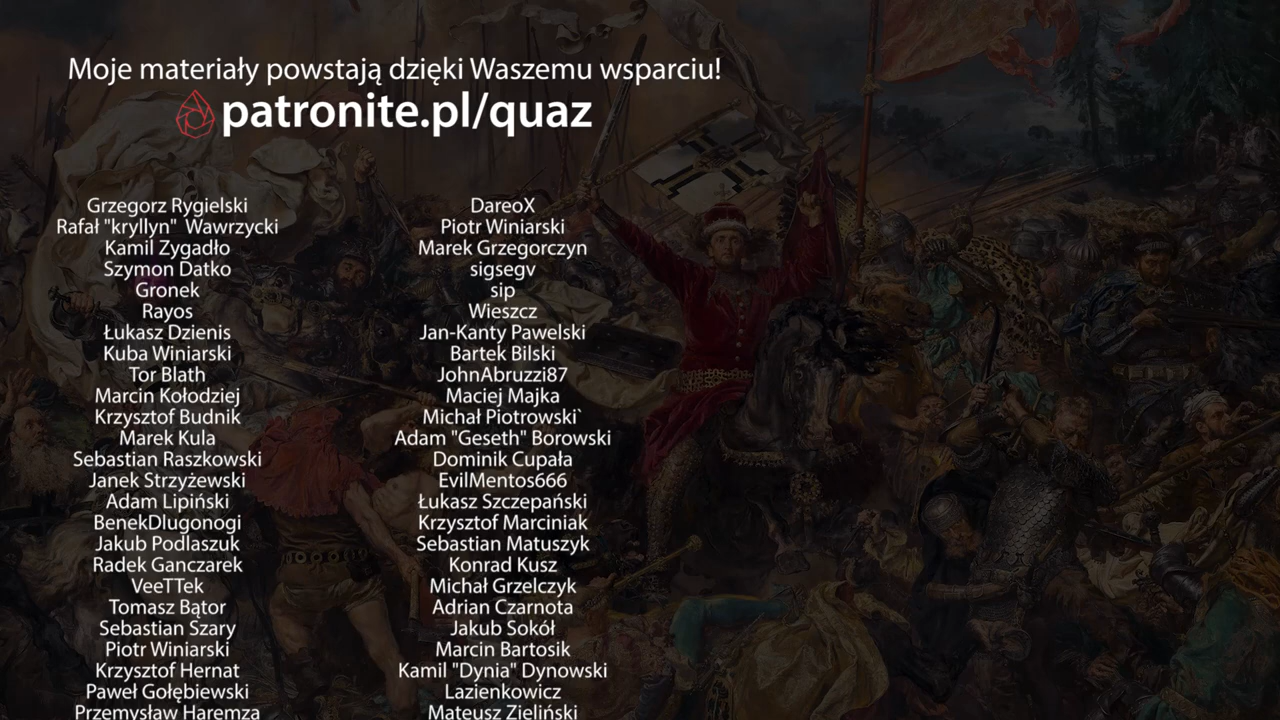 Moje materiały powstają dzięki Waszemu wsparciu!
patronite.pl/quaz
Grzegorz Rygielski
Rafał "kryllyn" Wawrzycki
Kamil Zygadło
Szymon Datko
Gronek
Rayos
Łukasz Dzienis
Kuba Winiarski
Tor Blath
Marcin Kołodziej
Krzysztof Budnik
Marek Kula
Sebastian Raszkowski
Janek Strzyżewski
Adam Lipiński
BenekDlugonogi
Jakub Podlaszuk
Radek Ganczarek
VeeTTek
Tomasz Bątor
Sebastian Szary
Piotr Winiarski
Krzysztof Hernat
Paweł Gołębiewski
Przemysław Haremza
DareoX
Piotr Winiarski
Marek Grzegorczyn
sigsegv
sip
Wieszcz
Jan-Kanty Pawelski
Bartek Bilski
JohnAbruzzi87
Maciej Majka
Michał Piotrowski`
Adam "Geseth" Borowski
Dominik Cupała
EvilMentos666
Łukasz Szczepański
Krzysztof Marciniak
Sebastian Matuszyk
Konrad Kusz
Michał Grzelczyk
Adrian Czarnota
Jakub Sokół
Marcin Bartosik
Kamil "Dynia" Dynowski
Lazienkowicz
Mateusz Zieliński